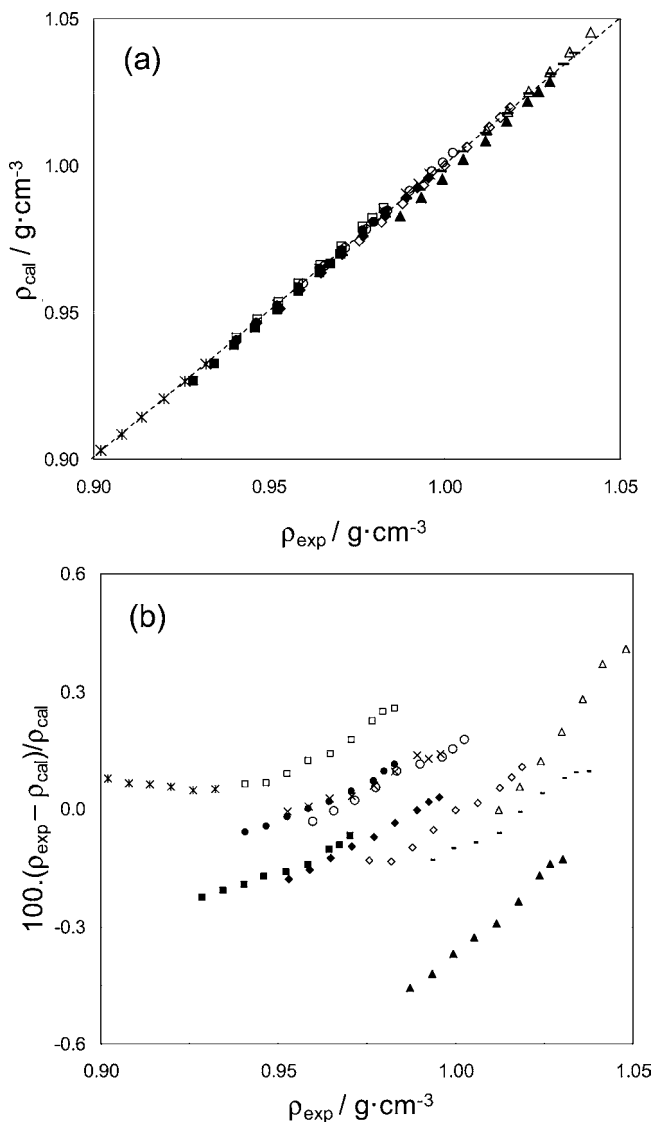 (a)
1.05
1.00
0.95
0.90
ρcal / g·cm-3
0.90 0.95 1.00 1.05
ρexp / g·cm-3
(b)
0.6
0.3
0.0
-0.3
-0.6
100.(ρexp – ρcal)/ρcal
0.90 0.95 1.00 1.05
ρexp / g·cm-3